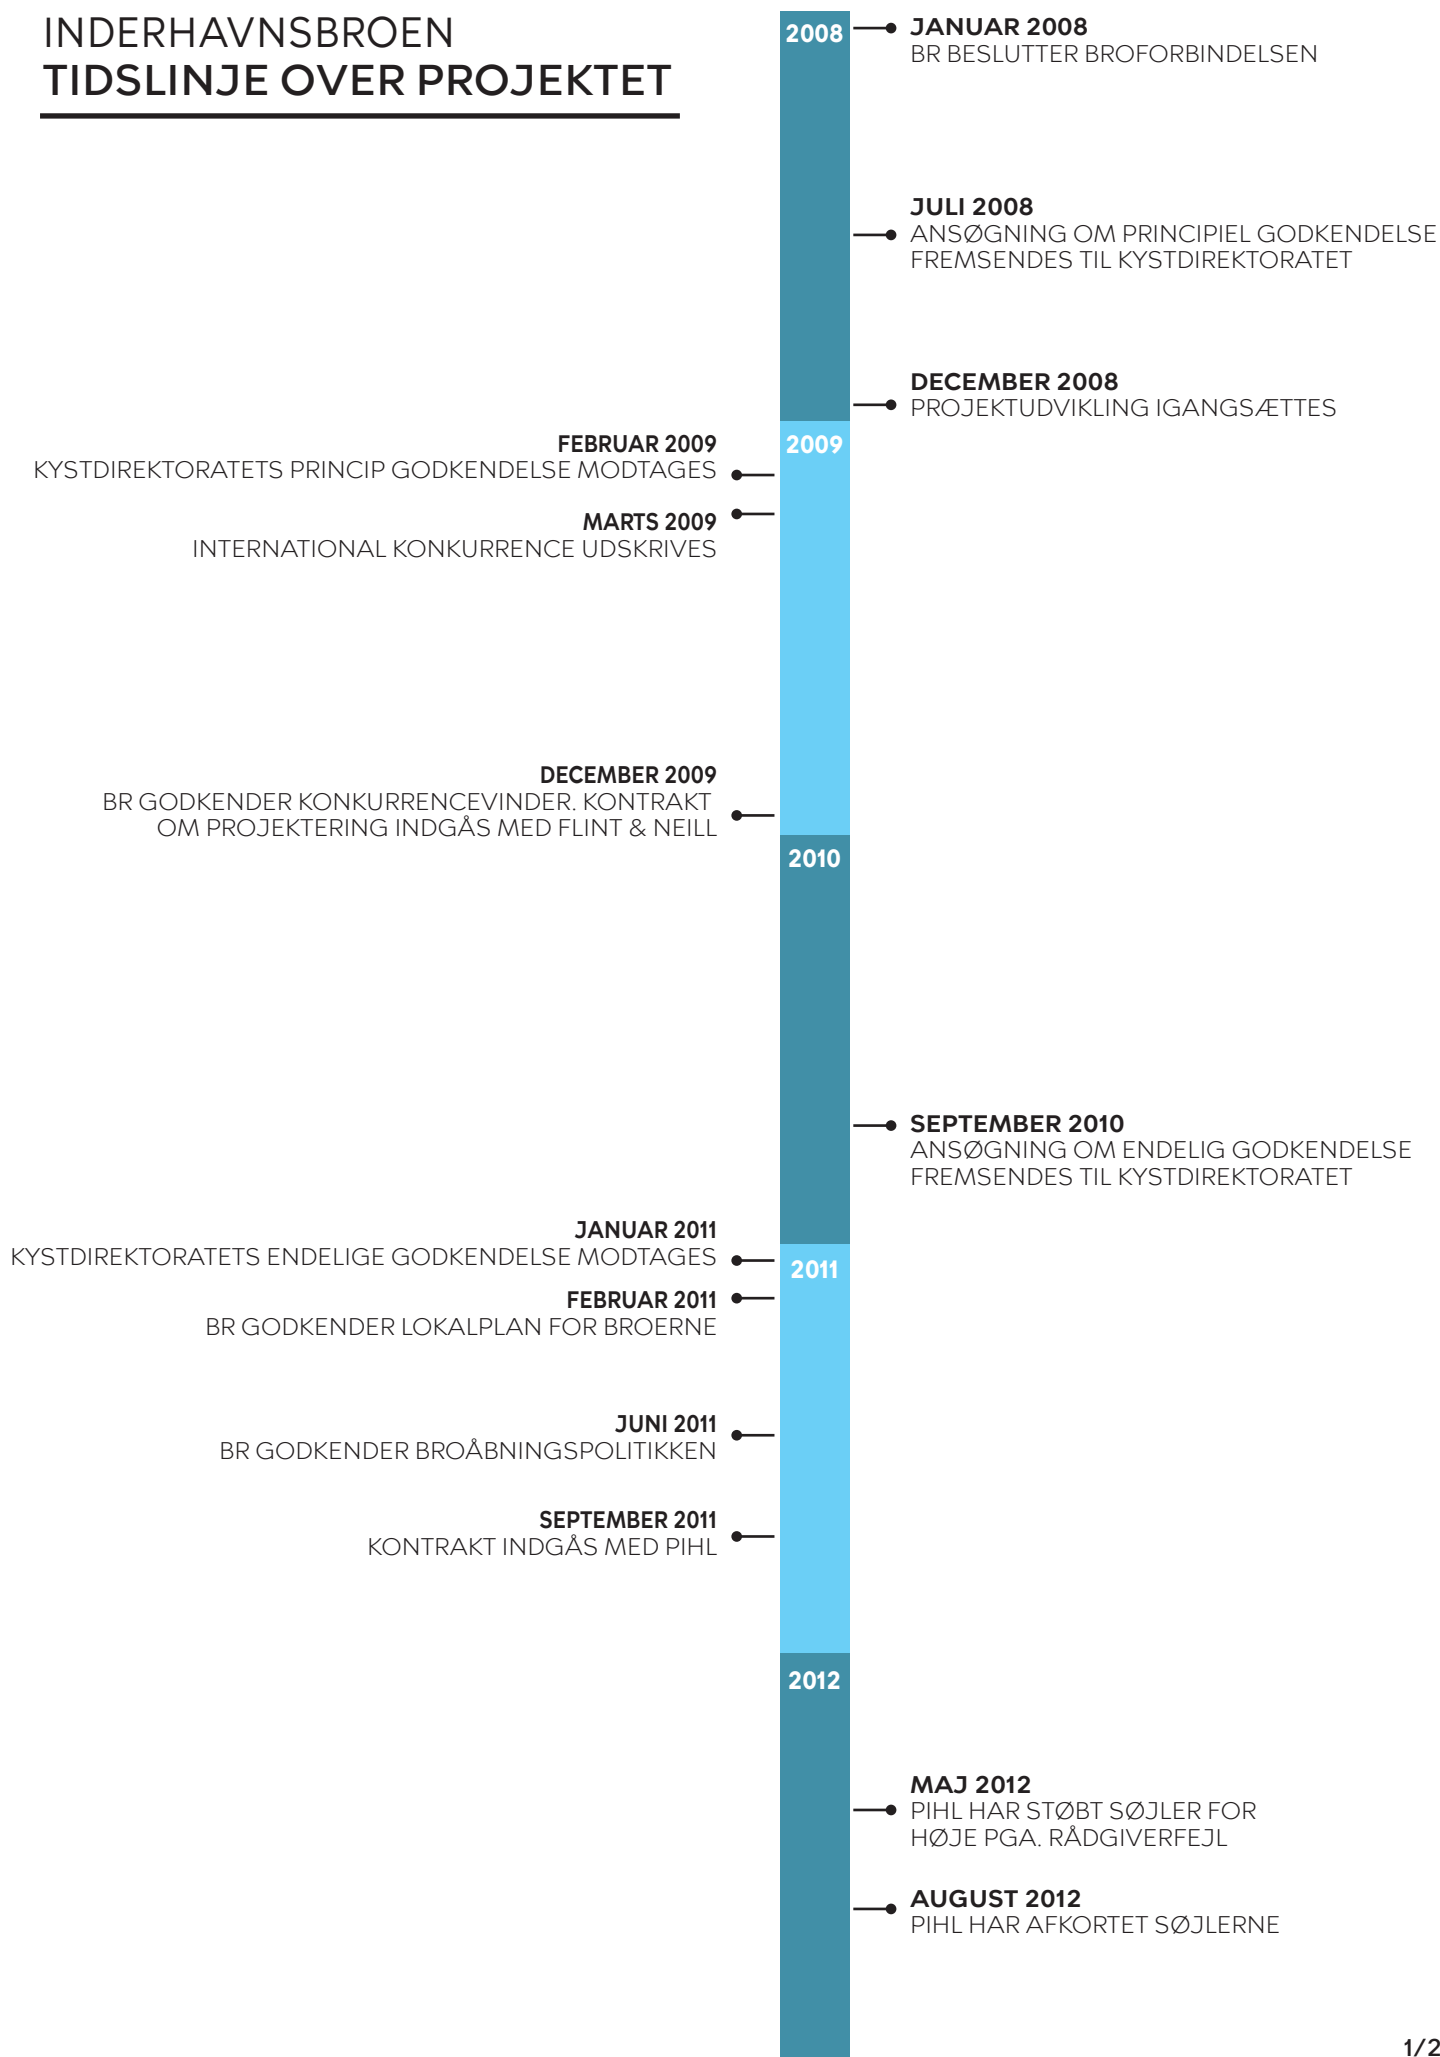 INDERHAVNSBROEN
TIDSLINJE OVER PROJEKTET
2008
JANUAR 2008
BR BESLUTTER BROFORBINDELSEN
JULI 2008
ANSØGNING OM PRINCIPIEL GODKENDELSE
FREMSENDES TIL KYSTDIREKTORATET
DECEMBER 2008
PROJEKTUDVIKLING IGANGSÆTTES
2009
FEBRUAR 2009
KYSTDIREKTORATETS PRINCIP GODKENDELSE MODTAGES
MARTS 2009
INTERNATIONAL KONKURRENCE UDSKRIVES
DECEMBER 2009
BR GODKENDER KONKURRENCEVINDER. KONTRAKT
OM PROJEKTERING INDGÅS MED FLINT & NEILL
2010
SEPTEMBER 2010
ANSØGNING OM ENDELIG GODKENDELSE
FREMSENDES TIL KYSTDIREKTORATET
JANUAR 2011
KYSTDIREKTORATETS ENDELIGE GODKENDELSE MODTAGES
2011
FEBRUAR 2011
BR GODKENDER LOKALPLAN FOR BROERNE
JUNI 2011
BR GODKENDER BROÅBNINGSPOLITIKKEN
SEPTEMBER 2011
KONTRAKT INDGÅS MED PIHL
2012
MAJ 2012
PIHL HAR STØBT SØJLER FOR
HØJE PGA. RÅDGIVERFEJL
AUGUST 2012
PIHL HAR AFKORTET SØJLERNE
1/2